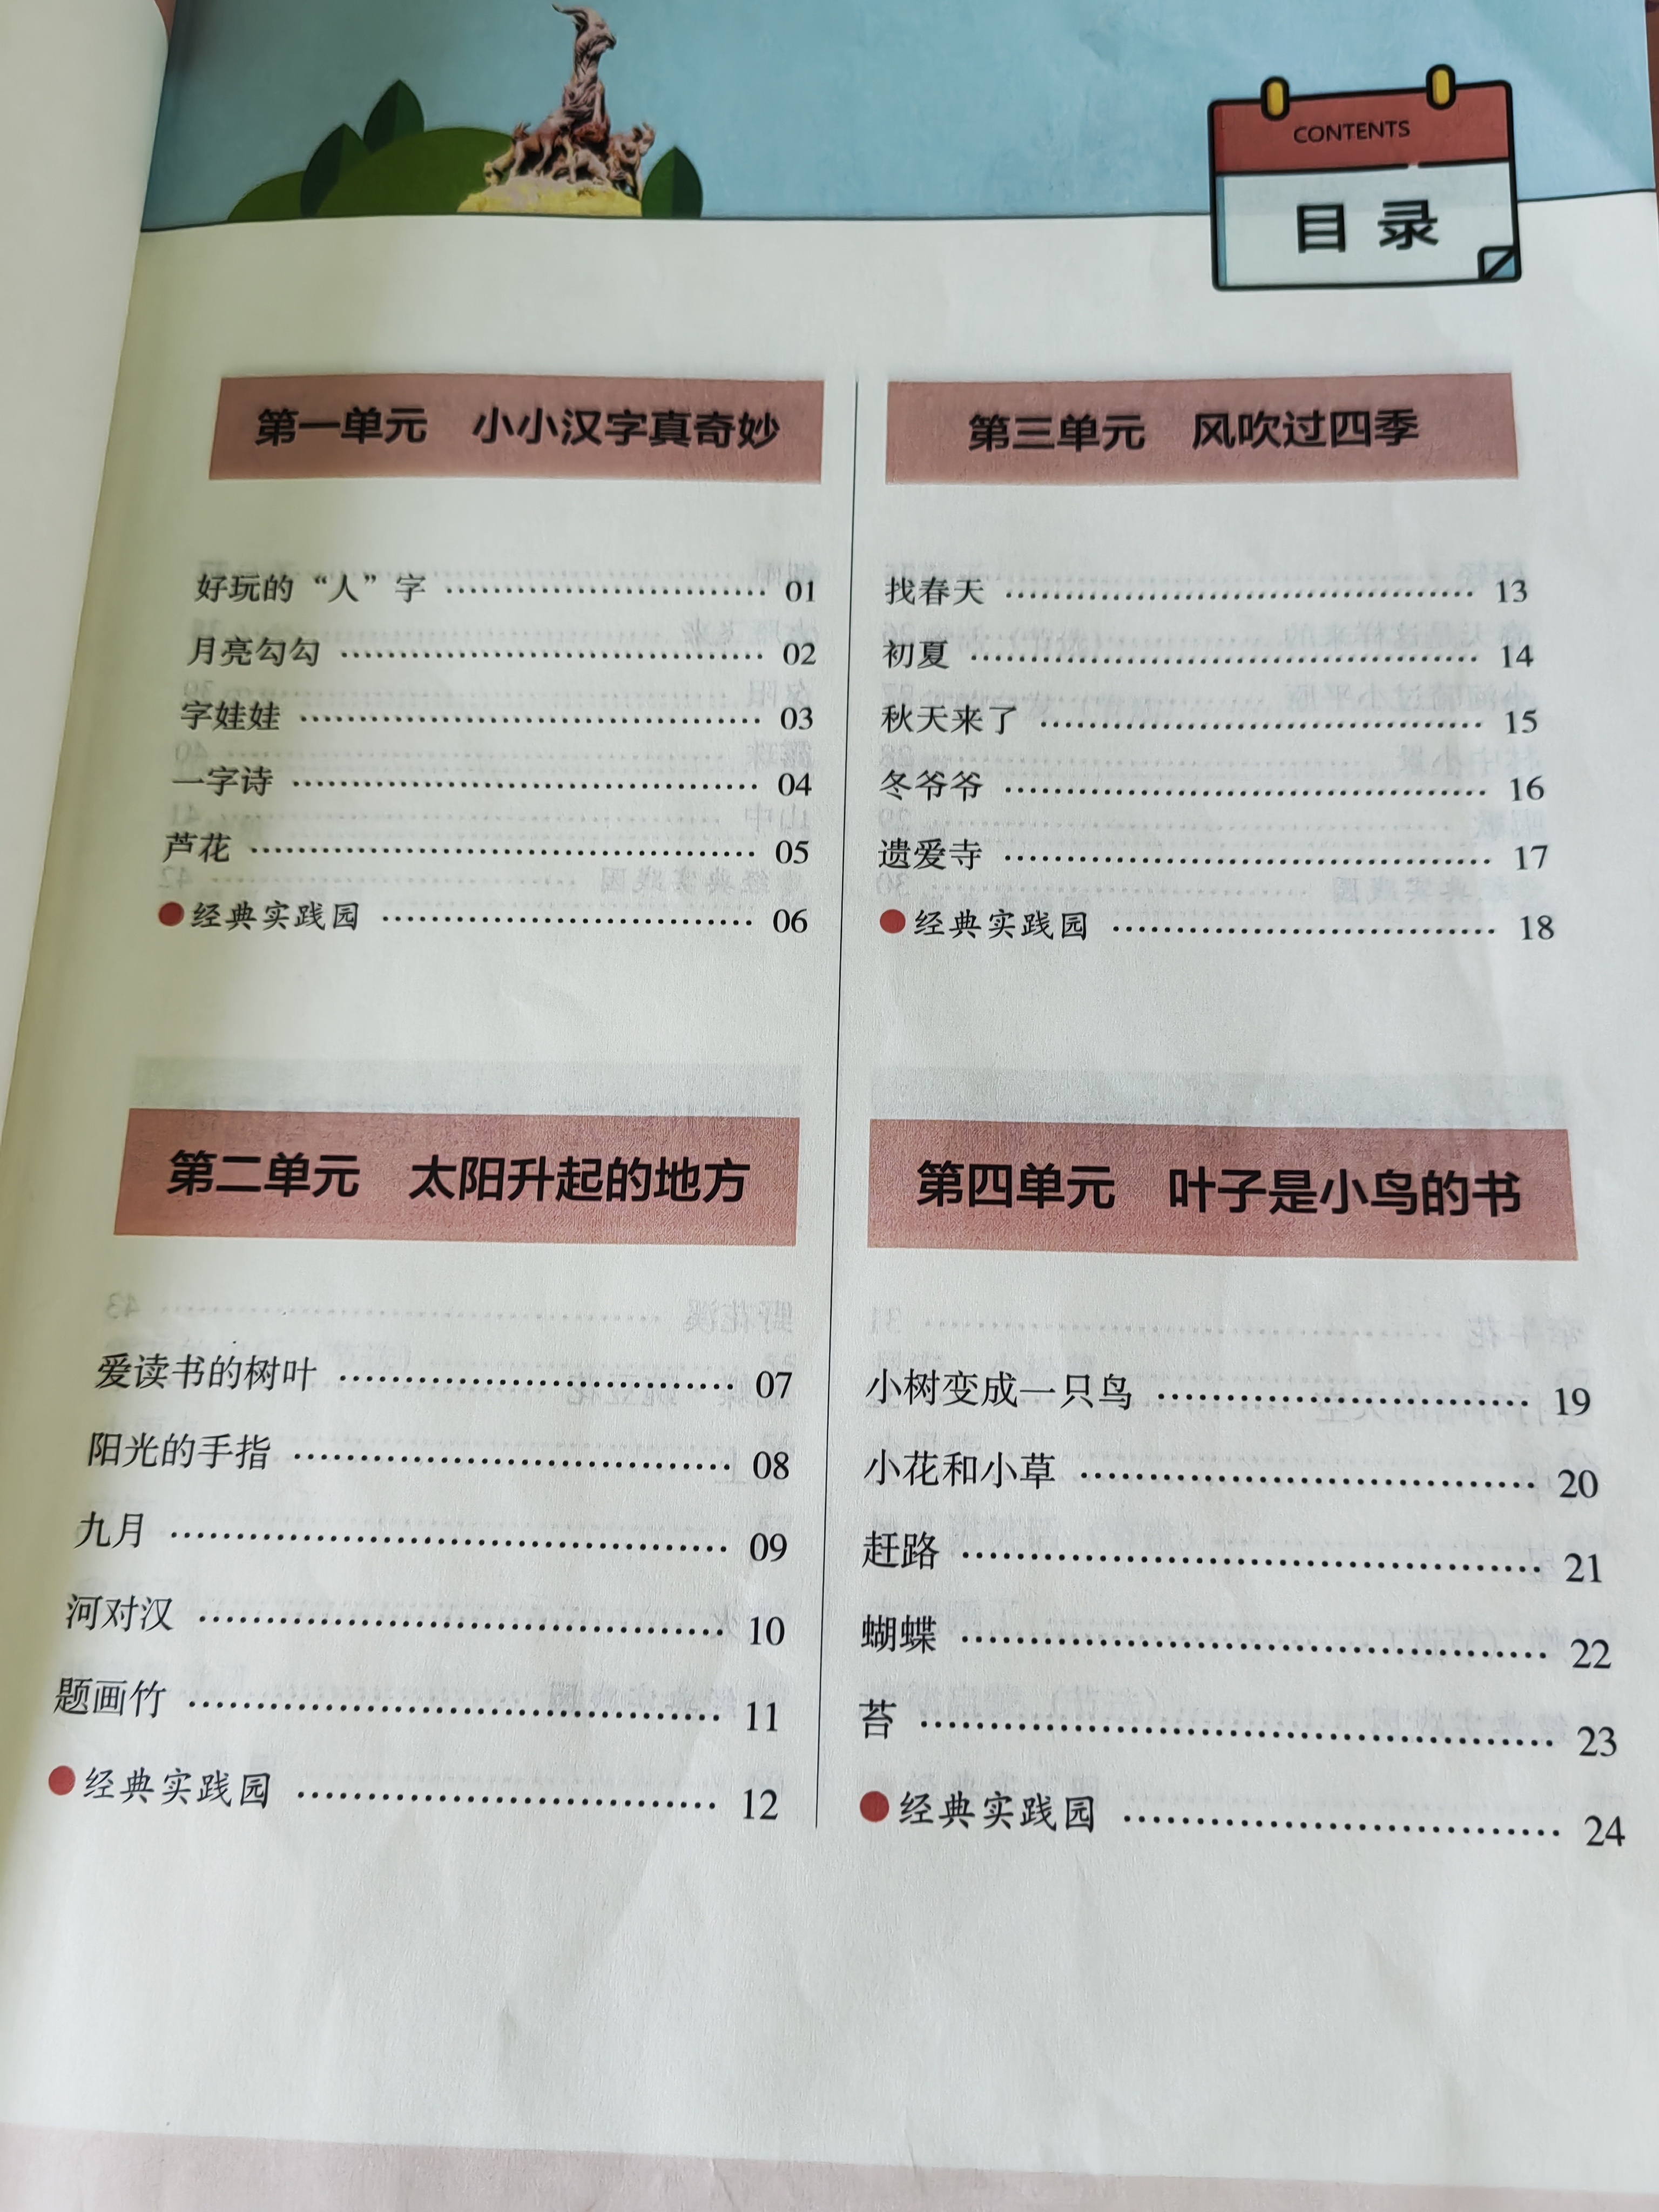 CONTENTS
目录
第一单元 小小汉字真奇妙
好玩的“人”字 01
月亮勾勾 02
字娃娃 03
一字诗 04
芦花 05
经典实践园 06
第二单元 太阳升起的地方
爱读书的树叶 07
阳光的手指 08
九月 09
河对汉 10
题画竹 11
经典实践园 12
第三单元 风吹过四季
找春天 13
初夏 14
秋天来了 15
冬爷爷 16
遗爱寺 17
经典实践园 18
第四单元 叶子是小鸟的书
小树变成一只鸟 19
小花和小草 20
赶路 21
蝴蝶 22
苔 23
经典实践园 24